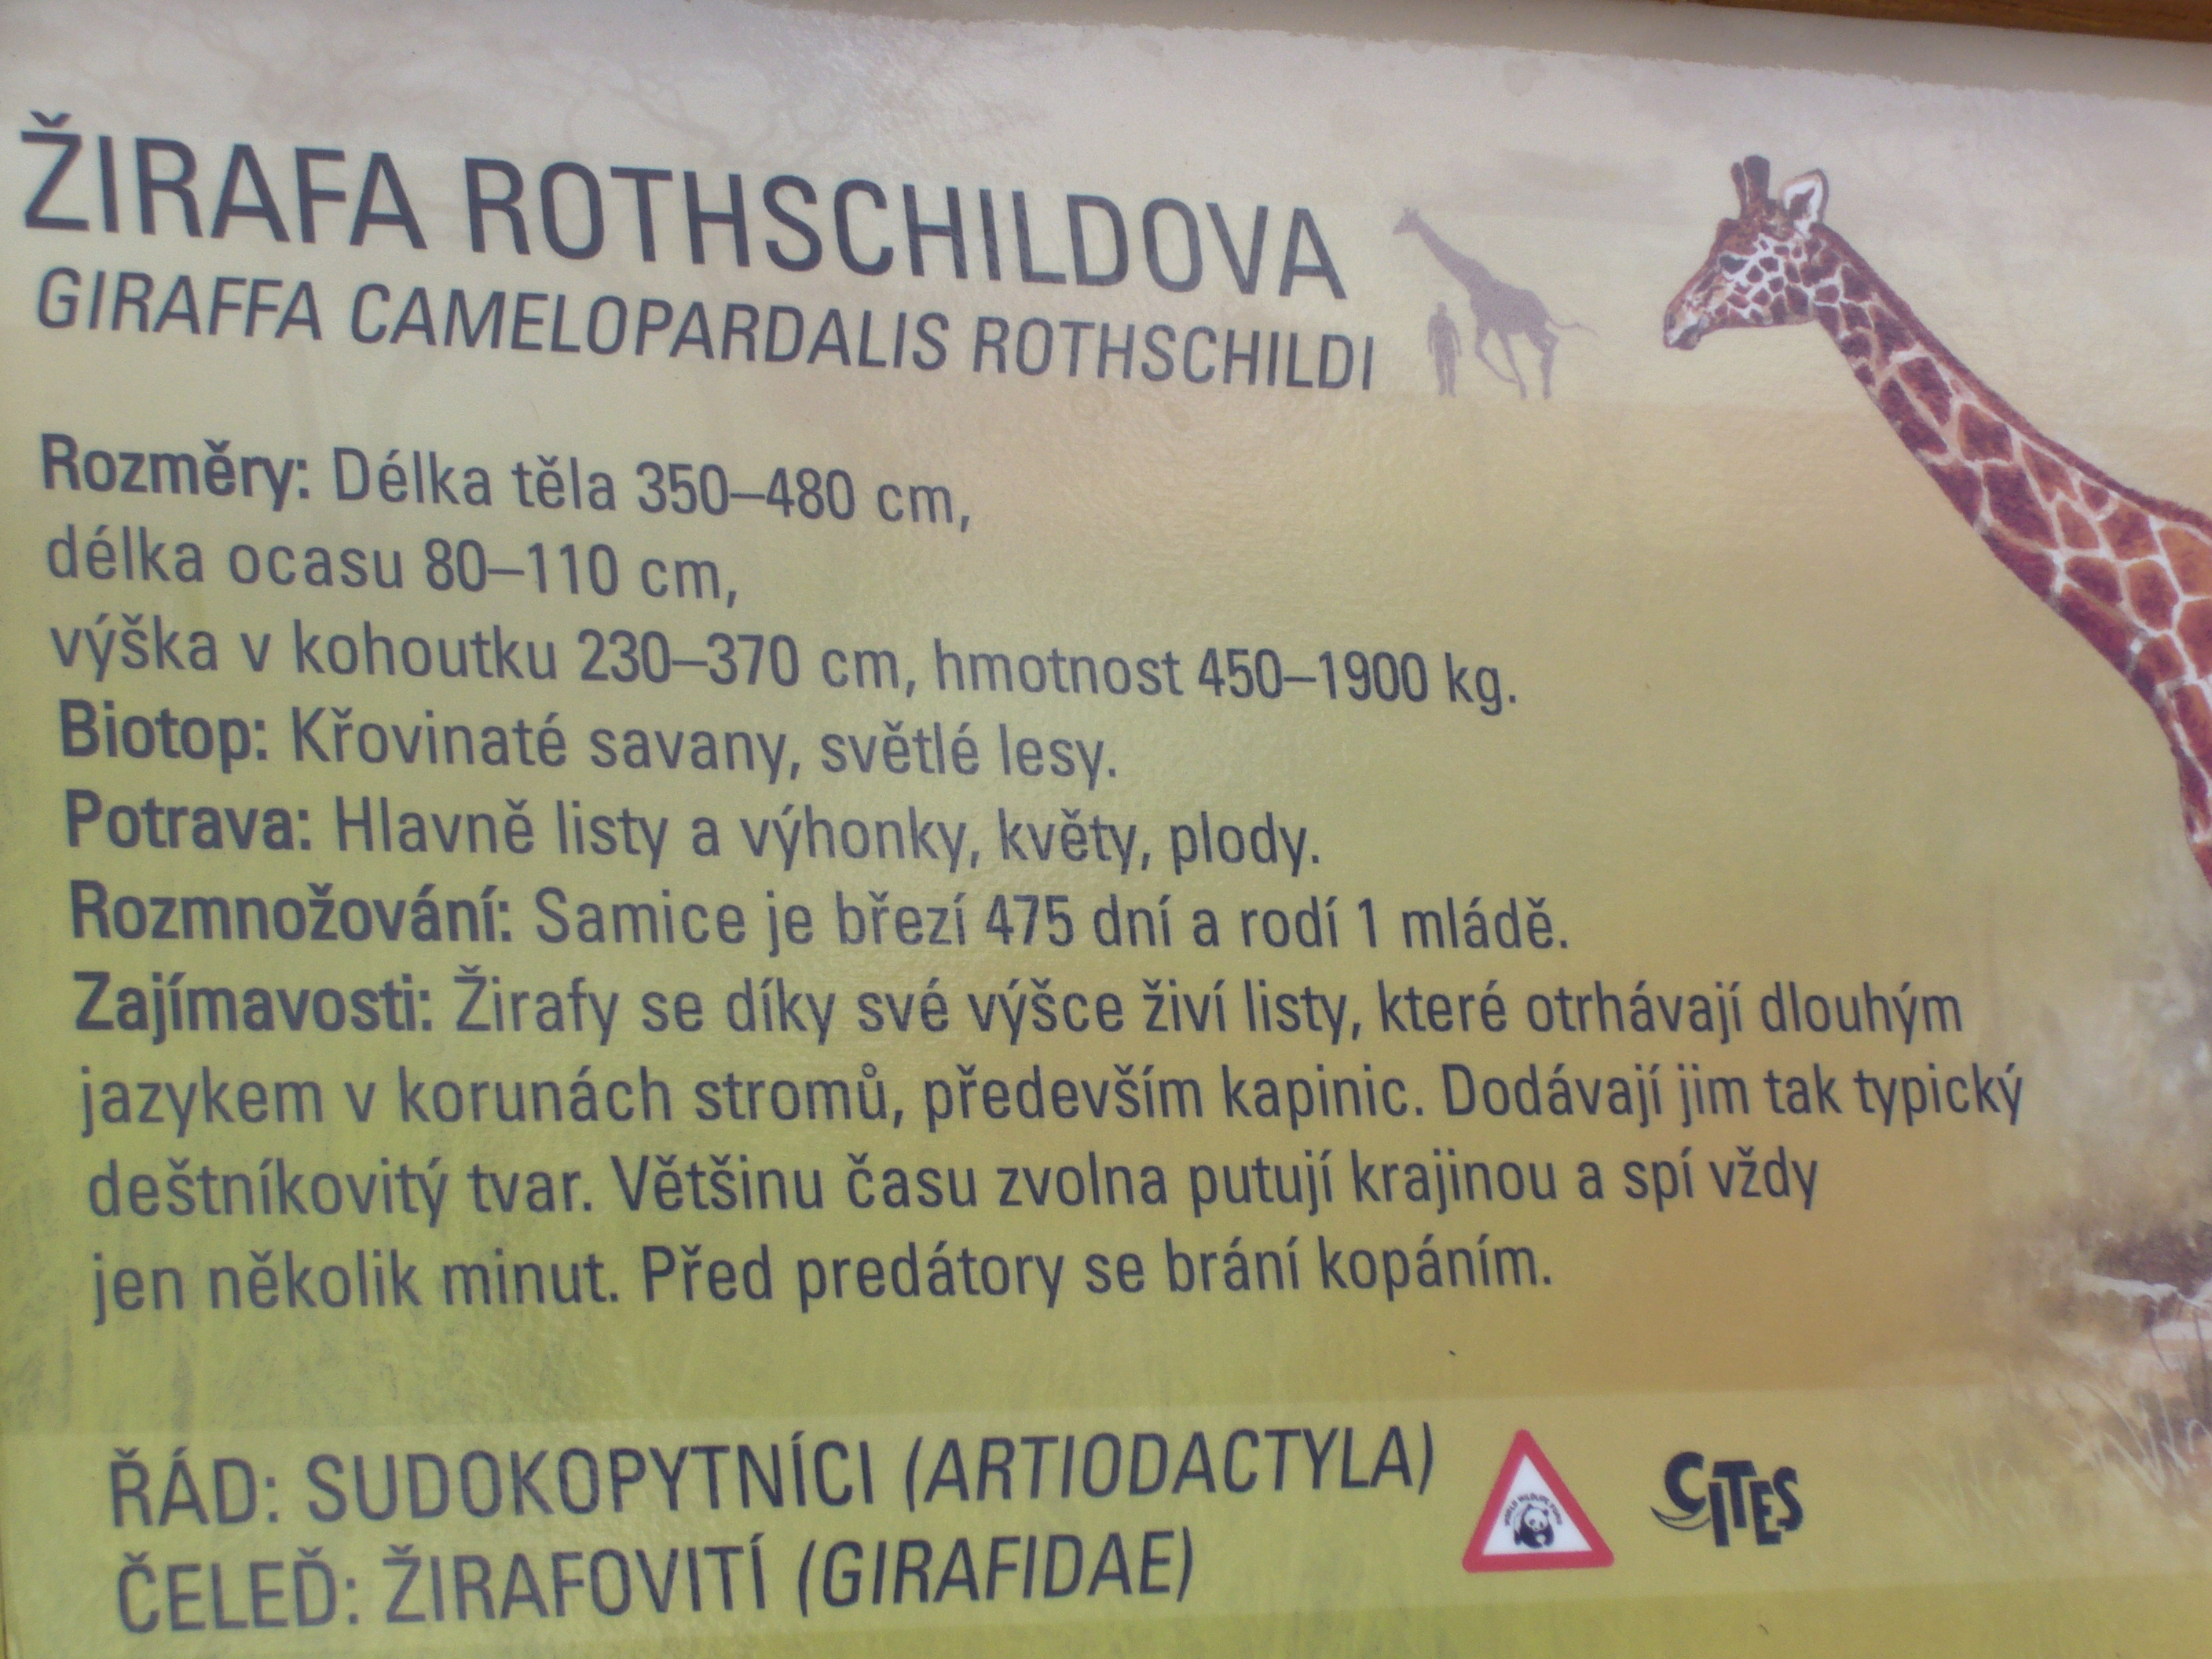 ŽIRAFA ROTHSCHILDOVA
GIRAFFA CAMELOPARDALIS ROTHSCHILDI
Rozměry: Délka těla 350–480 cm,
délka ocasu 80–110 cm,
výška v kohoutku 230–370 cm, hmotnost 450–1900 kg.
Biotop: Křovinaté savany, světlé lesy.
Potrava: Hlavně listy a výhonky, květy, plody.
Rozmnožování: Samice je březí 475 dní a rodí 1 mládě.
Zajímavosti: Žirafy se díky své výšce živí listy, které otrhávají dlouhým
jazykem v korunách stromů, především kapinic. Dodávají jim tak typický
deštníkovitý tvar. Většinu času zvolna putují krajinou a spí vždy
jen několik minut. Před predátory se brání kopáním.
ŘÁD: SUDOKOPYTNÍCI (ARTIODACTYLA)
ČELEĎ: ŽIRAFOVITÍ (GIRAFIDAE)
WORLD WILDLIFE FUND
CITES